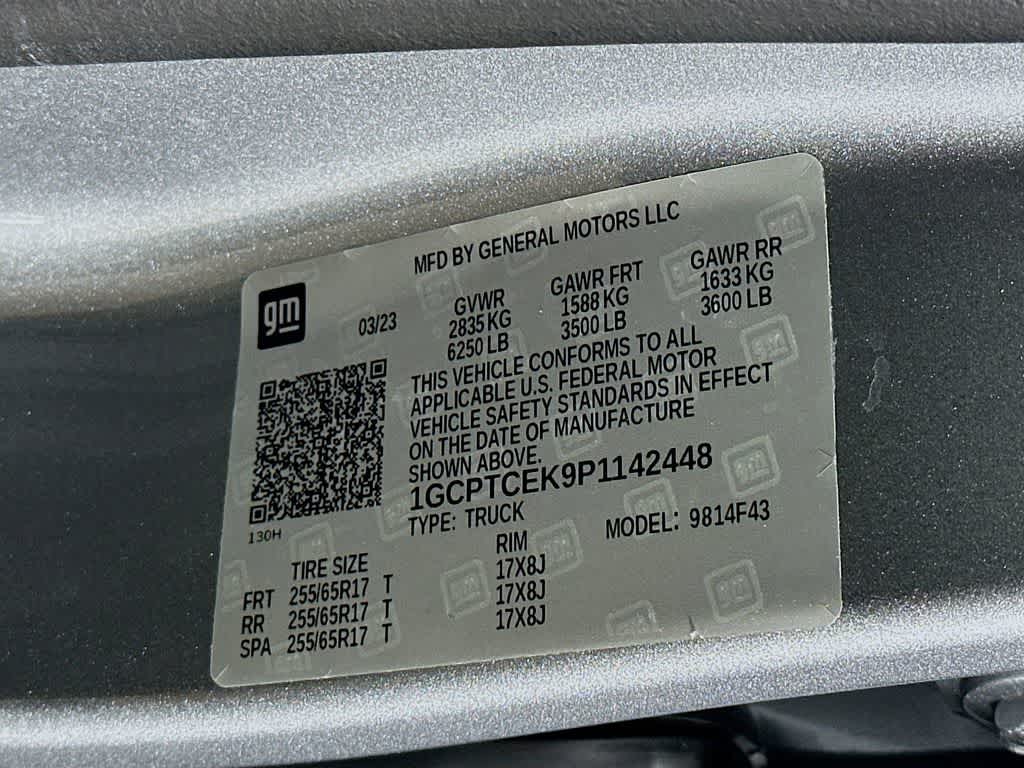 MFD BY GENERAL MOTORS LLC
gm
03/23
GVWR
2835 KG
6250 LB
GAWR FRT
1588 KG
3500 LB
GAWR RR
1633 KG
3600 LB
THIS VEHICLE CONFORMS TO ALL
APPLICABLE U.S. FEDERAL MOTOR
VEHICLE SAFETY STANDARDS IN EFFECT
ON THE DATE OF MANUFACTURE
SHOWN ABOVE.
1GCPTCEK9P1142448
TYPE: TRUCK
MODEL: 9814F43
130H
TIRE SIZE RIM
FRT 255/65R17 T 17X8J
RR 255/65R17 T 17X8J
SPA 255/65R17 T 17X8J